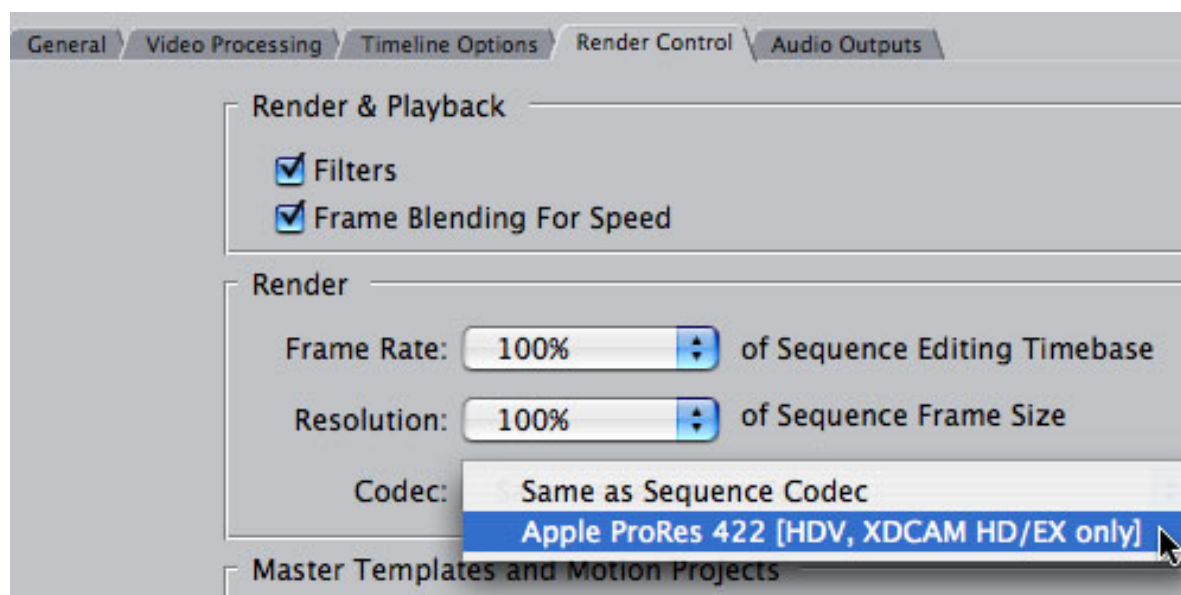 General Video Processing Timeline Options Render Control Audio Outputs
Render & Playback
Filters
Frame Blending For Speed
Render
Frame Rate: 100% of Sequence Editing Timebase
Resolution: 100% of Sequence Frame Size
Codec: Same as Sequence Codec
Apple ProRes 422 [HDV, XDCAM HD/EX only]
Master Templates and Motion Projects